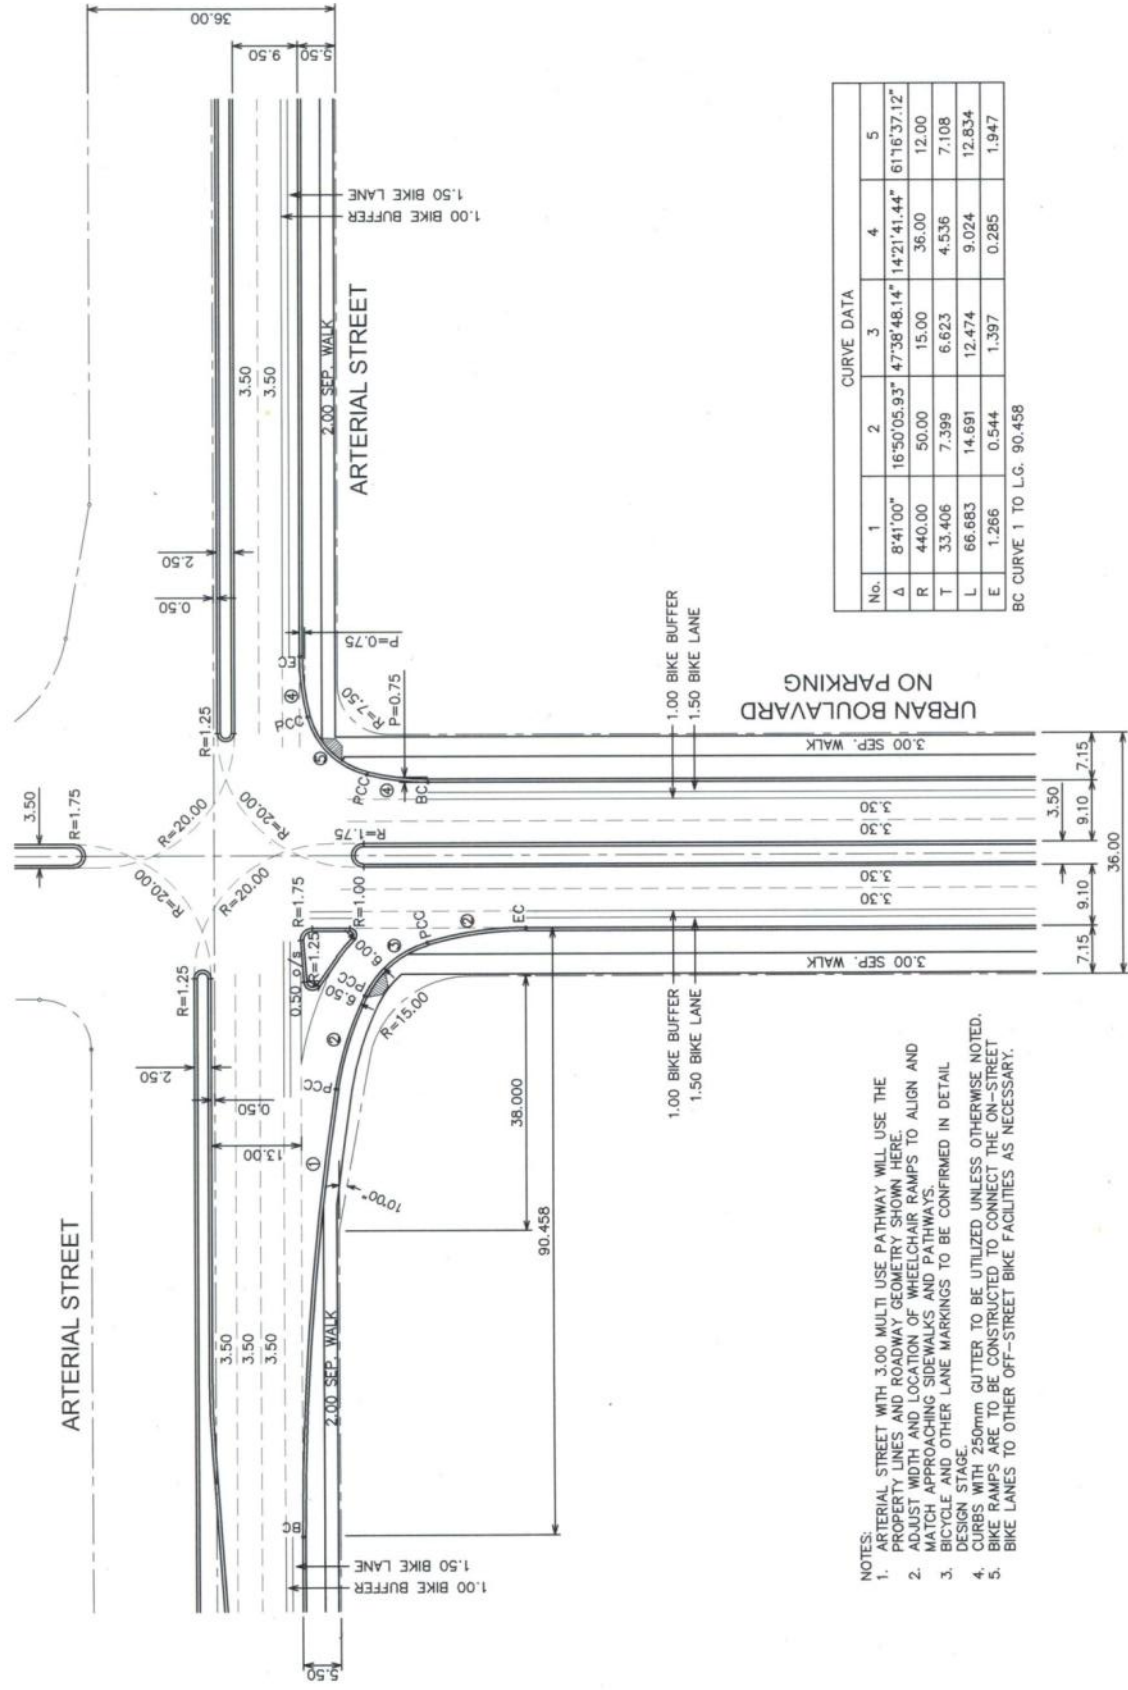 ARTERIAL STREET
ARTERIAL STREET
URBAN BOULAVARD
NO PARKING
36.00
9.50
5.50
3.50
3.50
2.00 SEP. WALK
1.50 BIKE LANE
1.00 BIKE BUFFER
2.50
0.50
R=1.25
P=0.75
EC
4
PCC
R=7.50
5
P=0.75
PCC
4
BC
3.50
R=1.75
R=20.00
R=20.00
R=20.00
R=20.00
R=1.75
R=1.75
R=1.00
R=1.25
0.50 o/s
6.00
6.50
R=15.00
R=1.25
2.50
0.50
13.00
3.50
3.50
3.50
2.00 SEP. WALK
BC
1.50 BIKE LANE
1.00 BIKE BUFFER
5.50
1
PCC
2
PCC
3
PCC
2
EC
10'00"
38.000
90.458
1.00 BIKE BUFFER
1.50 BIKE LANE
1.00 BIKE BUFFER
1.50 BIKE LANE
3.00 SEP. WALK
3.30
3.30
3.30
3.30
3.00 SEP. WALK
7.15
9.10
3.50
9.10
7.15
36.00
CURVE DATA
No. 1 2 3 4 5
Δ 8°41'00" 16°50'05.93" 47°38'48.14" 14°21'41.44" 61°16'37.12"
R 440.00 50.00 15.00 36.00 12.00
T 33.406 7.399 6.623 4.536 7.108
L 66.683 14.691 12.474 9.024 12.834
E 1.266 0.544 1.397 0.285 1.947
BC CURVE 1 TO L.G. 90.458
NOTES:
1. ARTERIAL STREET WITH 3.00 MULTI USE PATHWAY WILL USE THE
PROPERTY LINES AND ROADWAY GEOMETRY SHOWN HERE.
2. ADJUST WIDTH AND LOCATION OF WHEELCHAIR RAMPS TO ALIGN AND
MATCH APPROACHING SIDEWALKS AND PATHWAYS.
3. BICYCLE AND OTHER LANE MARKINGS TO BE CONFIRMED IN DETAIL
DESIGN STAGE.
4. CURBS WITH 250mm GUTTER TO BE UTILIZED UNLESS OTHERWISE NOTED.
5. BIKE RAMPS ARE TO BE CONSTRUCTED TO CONNECT THE ON-STREET
BIKE LANES TO OTHER OFF-STREET BIKE FACILITIES AS NECESSARY.